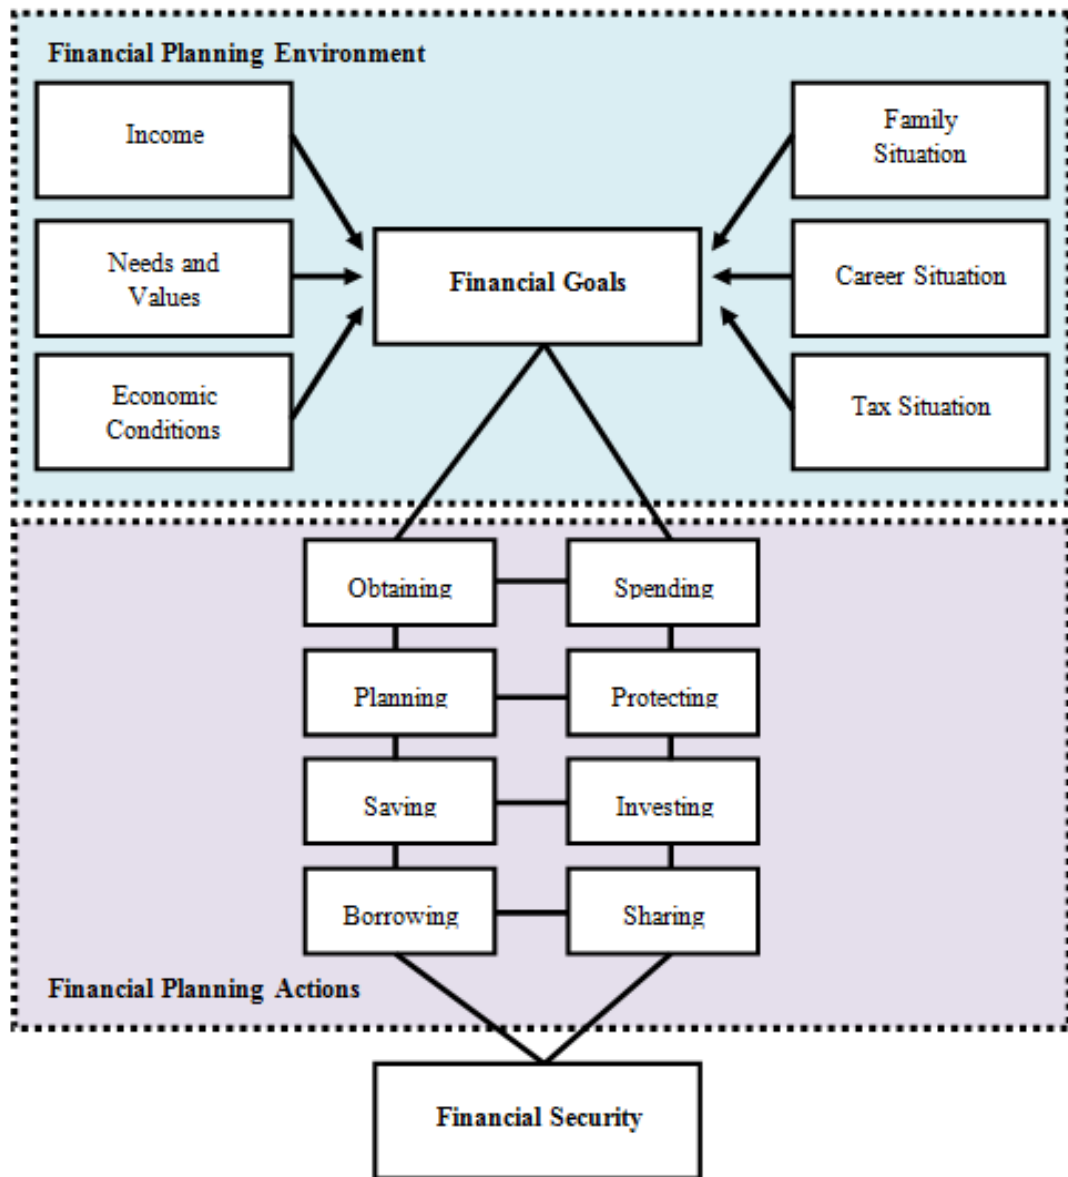 Financial Planning Environment
Income
Family
Situation
Needs and
Values
Financial Goals
Career Situation
Economic
Conditions
Tax Situation
Obtaining
Spending
Planning
Protecting
Saving
Investing
Borrowing
Sharing
Financial Planning Actions
Financial Security